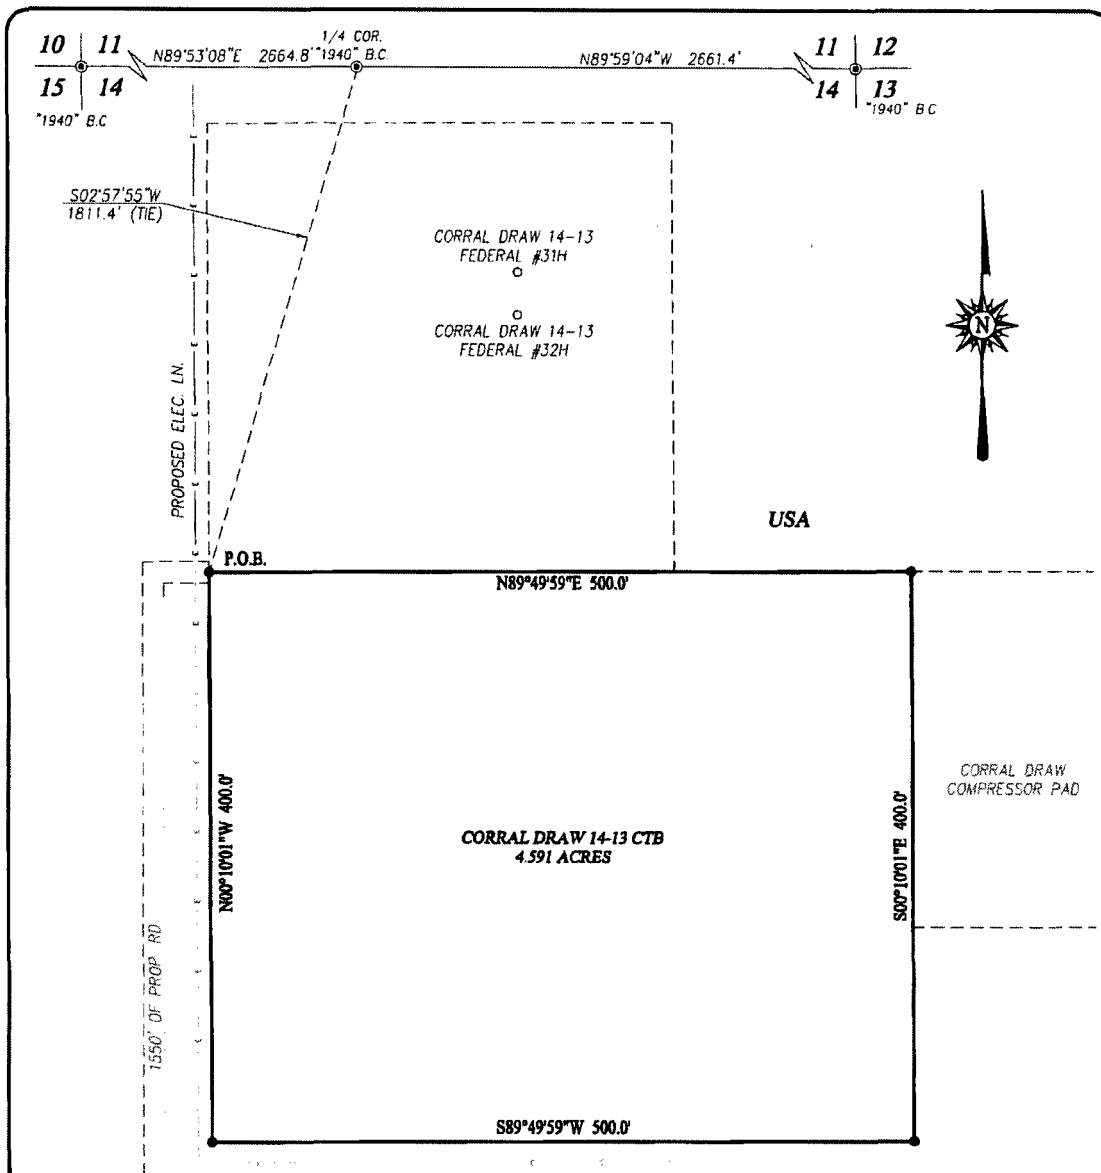 10 11
15 14
"1940" B.C
N89°53'08"E 2664.8'
1/4 COR.
"1940" B.C.
N89°59'04"W 2661.4'
11 12
14 13
"1940" B C
S02°57'55"W
1811.4' (TIE)
CORRAL DRAW 14-13
FEDERAL #31H
CORRAL DRAW 14-13
FEDERAL #32H
N
PROPOSED ELEC. LN.
USA
P.O.B.
N89°49'59"E 500.0'
N00°10'01"W 400.0'
CORRAL DRAW 14-13 CTB
4.591 ACRES
S00°10'01"E 400.0'
CORRAL DRAW
COMPRESSOR PAD
1550' OF PROP RD
S89°49'59"W 500.0'